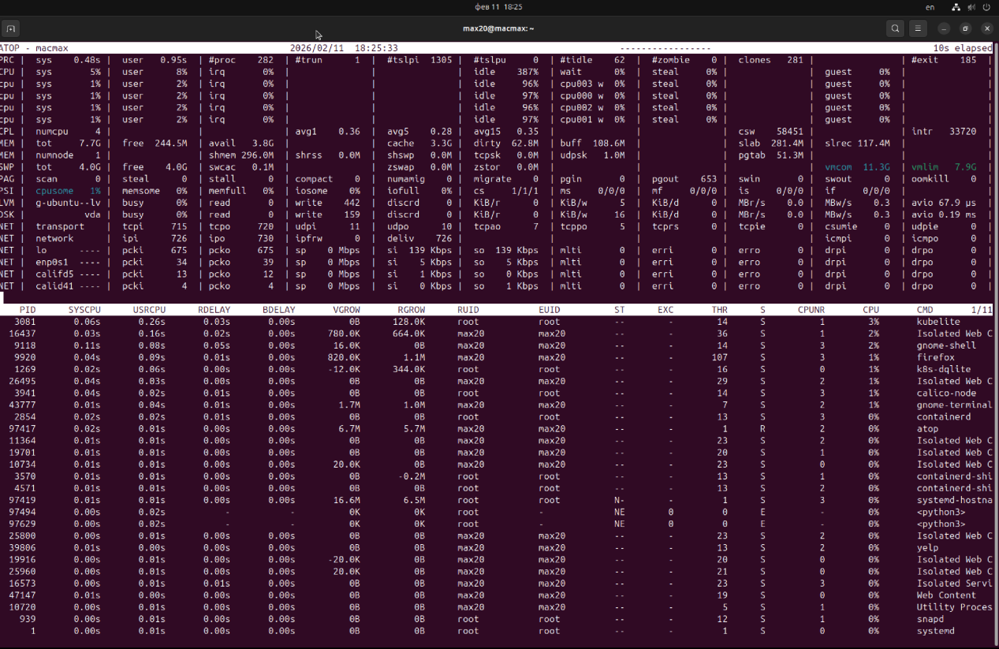 фев 11 18:25 en
max20@macmax: ~
ATOP - macmax 2026/02/11 18:25:33 ---------------- 10s elapsed
PRC | sys 0.48s | user 0.95s | #proc 282 | #trun 1 | #tslpi 1305 | #tslpu 0 | #tidle 62 | #zombie 0 | clones 281 | | #exit 185 |
CPU | sys 5% | user 8% | irq 0% | | | idle 387% | wait 0% | steal 0% | | guest 0% | |
cpu | sys 1% | user 2% | irq 0% | | | idle 96% | cpu003 w 0% | steal 0% | | guest 0% | |
cpu | sys 1% | user 2% | irq 0% | | | idle 97% | cpu000 w 0% | steal 0% | | guest 0% | |
cpu | sys 1% | user 2% | irq 0% | | | idle 96% | cpu002 w 0% | steal 0% | | guest 0% | |
cpu | sys 1% | user 2% | irq 0% | | | idle 97% | cpu001 w 0% | steal 0% | | guest 0% | |
CPL | numcpu 4 | | | avg1 0.36 | avg5 0.28 | avg15 0.35 | | | csw 58451 | | intr 33720 |
MEM | tot 7.7G | free 244.5M | avail 3.8G | | cache 3.3G | dirty 62.8M | buff 108.6M | | slab 281.4M | slrec 117.4M | |
MEM | numnode 1 | | shmem 296.0M | shrss 0.0M | shswp 0.0M | tcpsk 0.0M | udpsk 1.0M | | pgtab 51.3M | | |
SWP | tot 4.0G | free 4.0G | swcac 0.1M | | zswap 0.0M | zstor 0.0M | | | | vmcom 11.3G | vmlim 7.9G |
PAG | scan 0 | steal 0 | stall 0 | compact 0 | numamig 0 | migrate 0 | pgin 0 | pgout 653 | swin 0 | swout 0 | oomkill 0 |
PSI | cpusome 1% | memsome 0% | memfull 0% | iosome 0% | iofull 0% | cs 1/1/1 | ms 0/0/0 | mf 0/0/0 | is 0/0/0 | if 0/0/0 | |
LVM | g-ubuntu--lv | busy 0% | read 0 | write 442 | discrd 0 | KiB/r 0 | KiB/w 5 | KiB/d 0 | MBr/s 0.0 | MBw/s 0.3 | avio 67.9 µs |
DSK | vda | busy 0% | read 0 | write 159 | discrd 0 | KiB/r 0 | KiB/w 16 | KiB/d 0 | MBr/s 0.0 | MBw/s 0.3 | avio 0.19 ms |
NET | transport | tcpi 715 | tcpo 720 | udpi 11 | udpo 10 | tcpao 7 | tcppo 5 | tcprs 0 | tcpie 0 | csumie 0 | udpie 0 |
NET | network | ipi 726 | ipo 730 | ipfrw 0 | deliv 726 | | | | | icmpi 0 | icmpo 0 |
NET | lo ---- | pcki 675 | pcko 675 | sp 0 Mbps | si 139 Kbps | so 139 Kbps | mlti 0 | erri 0 | erro 0 | drpi 0 | drpo 0 |
NET | enp0s1 ---- | pcki 34 | pcko 39 | sp 0 Mbps | si 5 Kbps | so 5 Kbps | mlti 0 | erri 0 | erro 0 | drpi 0 | drpo 0 |
NET | califd5 ---- | pcki 13 | pcko 12 | sp 0 Mbps | si 1 Kbps | so 0 Kbps | mlti 0 | erri 0 | erro 0 | drpi 0 | drpo 0 |
NET | calid41 ---- | pcki 4 | pcko 4 | sp 0 Mbps | si 0 Kbps | so 1 Kbps | mlti 0 | erri 0 | erro 0 | drpi 0 | drpo 0 |
PID SYSCPU USRCPU RDELAY BDELAY VGROW RGROW RUID EUID ST EXC THR S CPUNR CPU CMD 1/11
3081 0.06s 0.26s 0.03s 0.00s 0B 128.0K root root -- - 14 S 1 3% kubelite
16437 0.03s 0.16s 0.02s 0.00s 780.0K 664.0K max20 max20 -- - 36 S 1 2% Isolated Web C
9118 0.11s 0.08s 0.05s 0.00s 16.0K 0B max20 max20 -- - 14 S 3 2% gnome-shell
9920 0.04s 0.09s 0.01s 0.00s 820.0K 1.1M max20 max20 -- - 107 S 3 1% firefox
1269 0.02s 0.06s 0.00s 0.00s -12.0K 344.0K root root -- - 16 S 0 1% k8s-dqlite
26495 0.04s 0.03s 0.00s 0.00s 0B 0B max20 max20 -- - 29 S 2 1% Isolated Web C
3941 0.04s 0.02s 0.01s 0.00s 0B 0B root root -- - 14 S 3 1% calico-node
43777 0.01s 0.04s 0.01s 0.00s 1.7M 1.0M max20 max20 -- - 7 S 2 1% gnome-terminal
2854 0.02s 0.02s 0.01s 0.00s 0B 0B root root -- - 13 S 3 0% containerd
97417 0.02s 0.01s 0.00s 0.00s 6.7M 5.7M max20 max20 -- - 1 R 2 0% atop
11364 0.01s 0.01s 0.00s 0.00s 0B 0B max20 max20 -- - 23 S 2 0% Isolated Web C
19701 0.01s 0.01s 0.00s 0.00s 0B 0B max20 max20 -- - 20 S 1 0% Isolated Web C
10734 0.01s 0.01s 0.00s 0.00s 20.0K 0B max20 max20 -- - 23 S 0 0% Isolated Web C
3570 0.01s 0.01s 0.00s 0.00s 0B -0.2M root root -- - 13 S 1 0% containerd-shi
4571 0.01s 0.01s 0.00s 0.00s 0B 0B root root -- - 13 S 2 0% containerd-shi
97419 0.01s 0.01s 0.00s 0.00s 16.6M 6.5M root root N- - 1 S 3 0% systemd-hostna
97494 0.00s 0.02s - - 0K 0K root - NE 0 0 E - 0% <python3>
97629 0.00s 0.02s - - 0K 0K root - NE 0 0 E - 0% <python3>
25800 0.00s 0.01s 0.00s 0.00s 0B 0B max20 max20 -- - 23 S 2 0% Isolated Web C
39806 0.01s 0.00s 0.00s 0.00s 0B 0B max20 max20 -- - 13 S 2 0% yelp
19916 0.00s 0.01s 0.00s 0.00s -20.0K 0B max20 max20 -- - 20 S 0 0% Isolated Web C
25960 0.00s 0.01s 0.00s 0.00s 20.0K 0B max20 max20 -- - 21 S 0 0% Isolated Web C
16573 0.00s 0.01s 0.01s 0.00s 0B 0B max20 max20 -- - 23 S 3 0% Isolated Servi
47147 0.01s 0.00s 0.00s 0.00s 0B 0B max20 max20 -- - 19 S 0 0% Web Content
10720 0.00s 0.01s 0.00s 0.00s 0B 0B max20 max20 -- - 5 S 1 0% Utility Proces
939 0.00s 0.01s 0.00s 0.00s 0B 0B root root -- - 12 S 1 0% snapd
1 0.00s 0.01s 0.00s 0.00s 0B 0B root root -- - 1 S 0 0% systemd